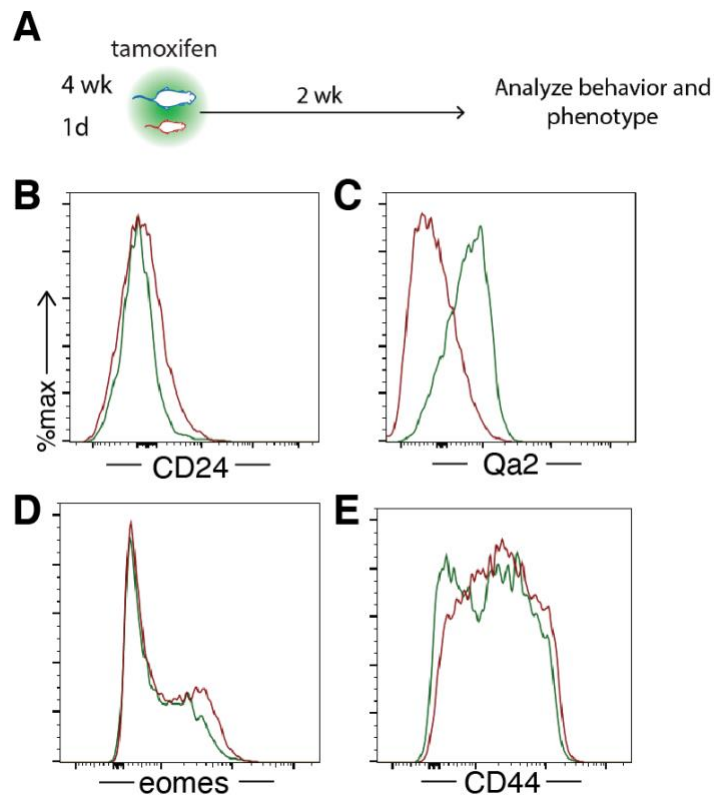 A
tamoxifen
4 wk
1d
2 wk
Analyze behavior and
phenotype
B
C
%max
CD24
Qa2
D
E
eomes
CD44